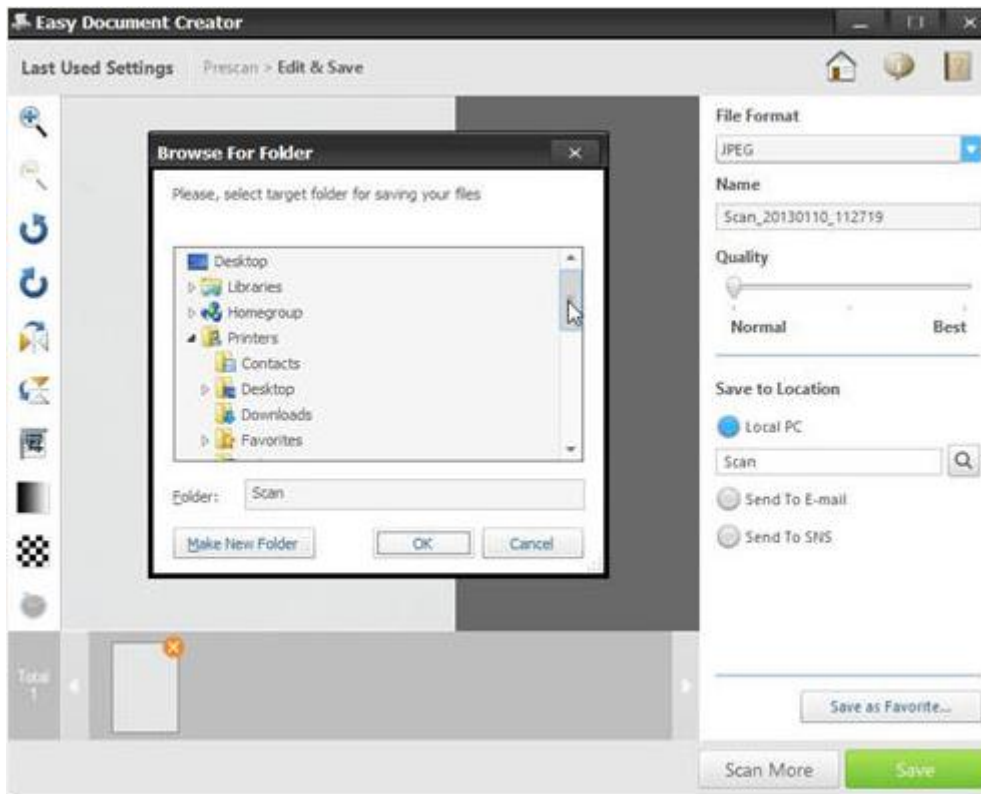 Easy Document Creator
Last Used Settings Prescan > Edit & Save
File Format
JPEG
Name
Scan_20130110_112719
Quality
Normal Best
Save to Location
Local PC
Scan
Send To E-mail
Send To SNS
Save as Favorite...
Browse For Folder
Please, select target folder for saving your files
Desktop
Libraries
Homegroup
Printers
Contacts
Desktop
Downloads
Favorites
Folder: Scan
Make New Folder OK Cancel
Total
1
Scan More Save